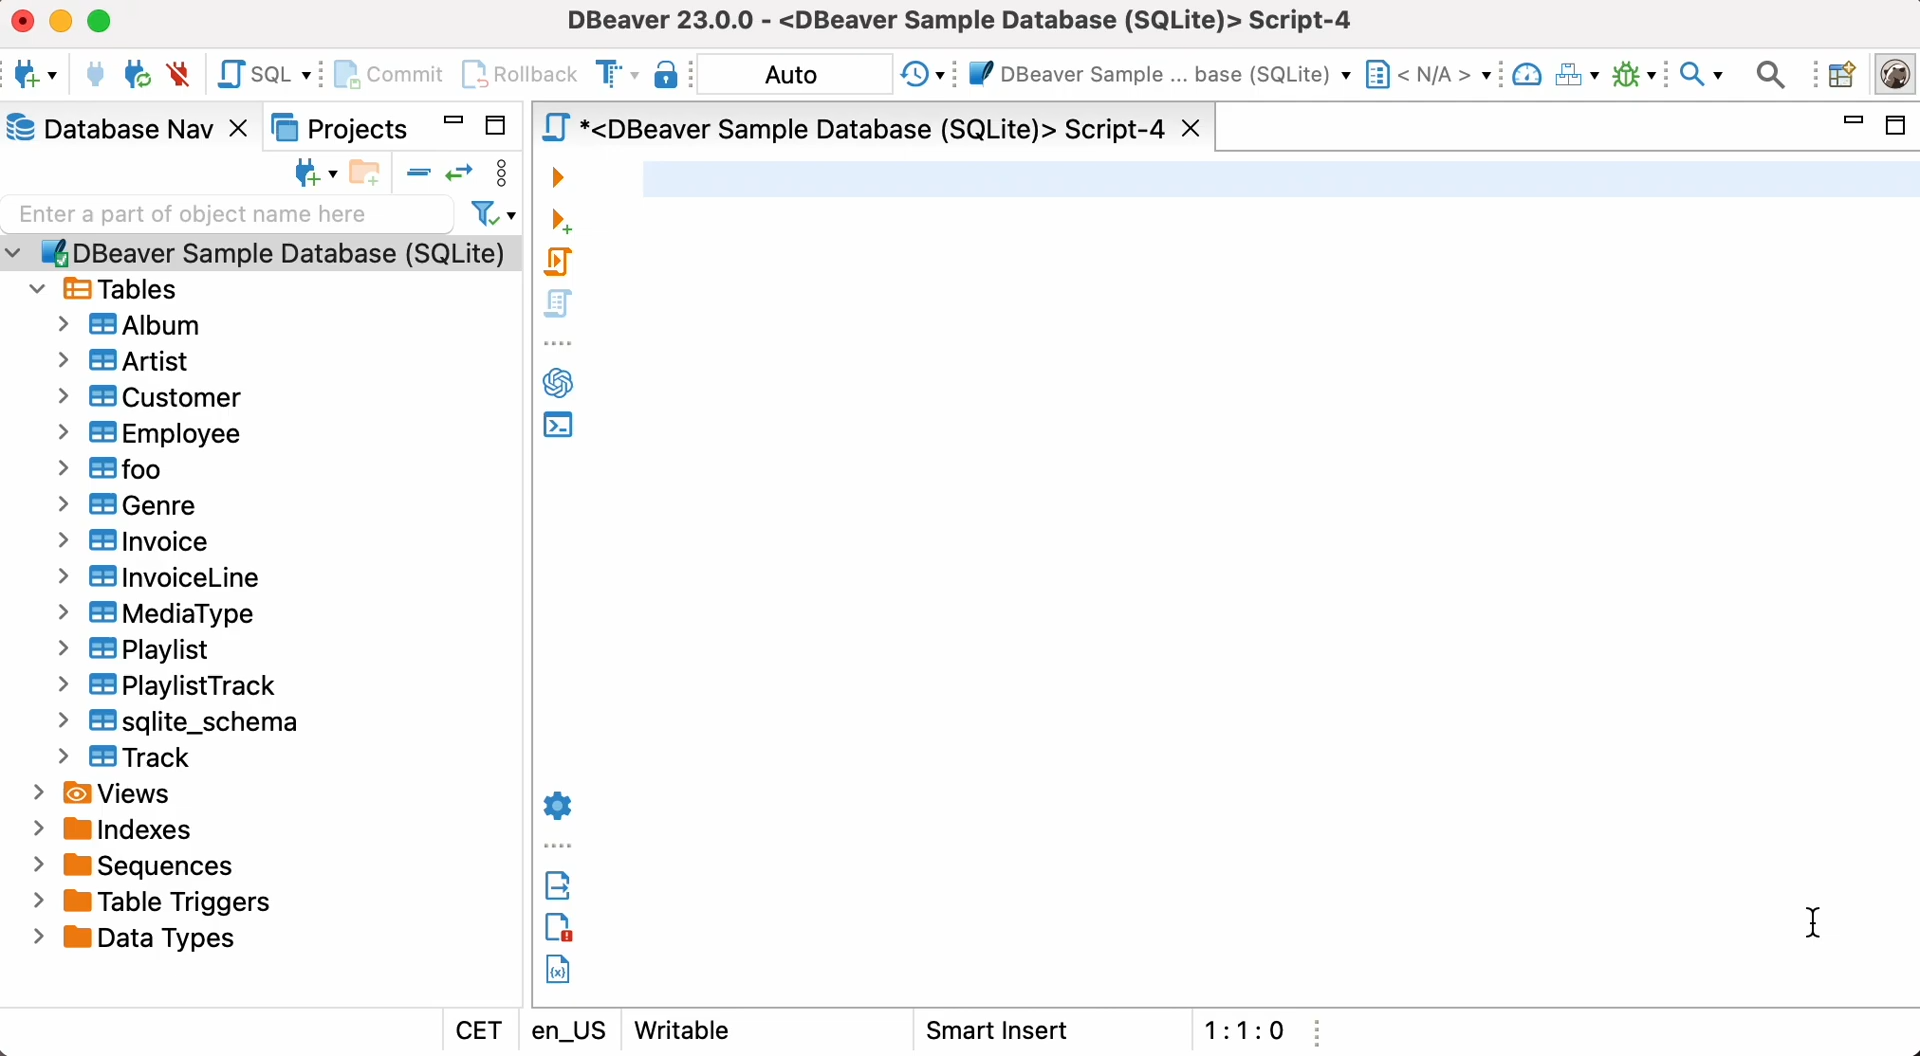 DBeaver 23.0.0 - <DBeaver Sample Database (SQLite)> Script-4
SQL Commit Rollback Auto DBeaver Sample ... base (SQLite) < N/A >
Database Nav Projects
*<DBeaver Sample Database (SQLite)> Script-4
Enter a part of object name here
DBeaver Sample Database (SQLite)
Tables
Album
Artist
Customer
Employee
foo
Genre
Invoice
InvoiceLine
MediaType
Playlist
PlaylistTrack
sqlite_schema
Track
Views
Indexes
Sequences
Table Triggers
Data Types
CET en_US Writable Smart Insert 1 : 1 : 0